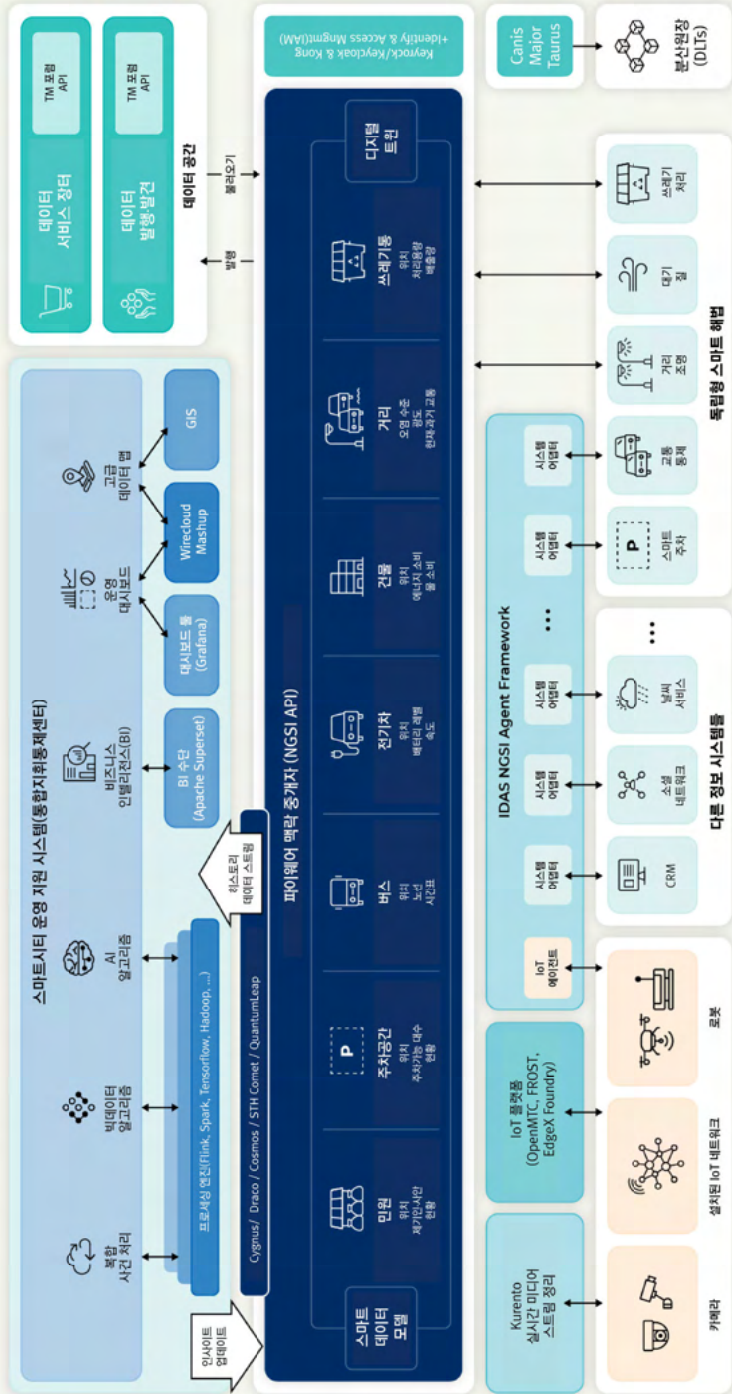 스마트시티 운영 지원 시스템(통합지휘통제센터)
복합
사건 처리
빅데이터
알고리즘
AI
알고리즘
비즈니스
인텔리전스(BI)
운영
대시보드
고급
데이터 맵
프로세싱 엔진(Flink, Spark, Tensorflow, Hadoop, ...)
BI 수단
(Apache Superset)
대시보드 툴
(Grafana)
Wirecloud
Mashup
GIS
데이터
서비스 장터
TM 포럼
API
데이터
발행·발견
TM 포럼
API
데이터 공간
인사이트
업데이트
히스토리
데이터 스트림
발행
불러오기
Cygnus/ Draco / Cosmos / STH Comet / QuantumLeap
파이웨어 맥락 중개자 (NGSI API)
스마트
데이터
모델
민원
위치
제기인·사안
현황
주차공간
위치
주차가능 대수
현황
버스
위치
노선
시간표
전기차
위치
배터리 레벨
속도
건물
위치
에너지 소비
물 소비
거리
오염 수준
광도
현재·과거 교통
쓰레기통
위치
처리용량
배출량
디지털
트윈
Keyrock/Keycloak & Kong
+Identify & Access Mngmt(IAM)
Kurento
실시간 미디어
스트림 정리
IoT 플랫폼
(OpenMTC, FROST,
EdgeX Foundry)
IDAS NGSI Agent Framework
IoT
에이전트
시스템
어댑터
시스템
어댑터
시스템
어댑터
...
시스템
어댑터
시스템
어댑터
Canis
Major
Taurus
카메라
설치된 IoT 네트워크
로봇
CRM
소셜
네트워크
날씨
서비스
...
다른 정보 시스템들
P
스마트
주차
교통
통제
거리
조명
대기
질
쓰레기
처리
독립형 스마트 해법
분산원장
(DLTs)